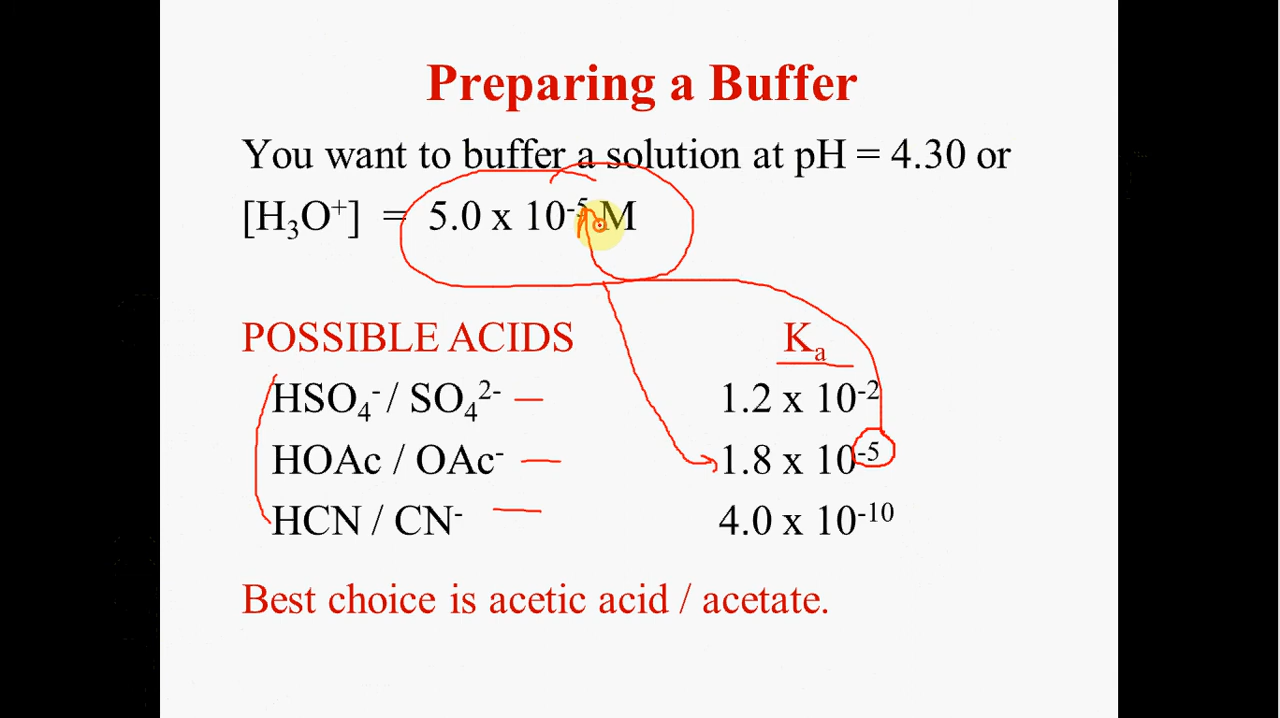 Preparing a Buffer
You want to buffer a solution at pH = 4.30 or
[H₃O⁺] = 5.0 x 10⁻⁵ M
POSSIBLE ACIDS Kₐ
HSO₄⁻ / SO₄²⁻ 1.2 x 10⁻²
HOAc / OAc⁻ 1.8 x 10⁻⁵
HCN / CN⁻ 4.0 x 10⁻¹⁰
Best choice is acetic acid / acetate.